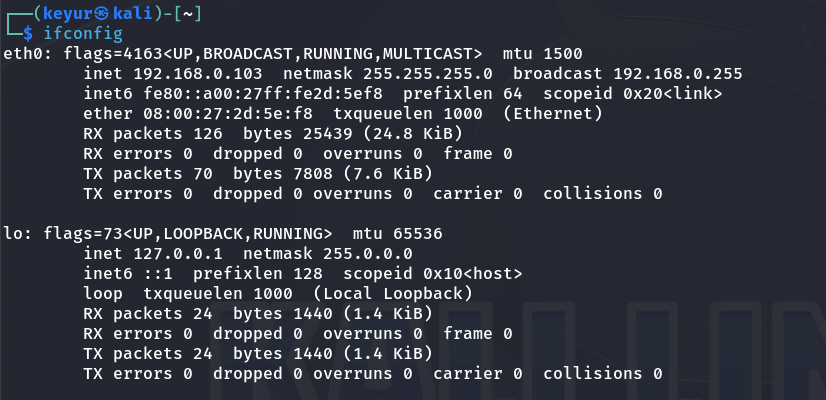 ┌──(keyur㉿kali)-[~]
└─$ ifconfig
eth0: flags=4163<UP,BROADCAST,RUNNING,MULTICAST>  mtu 1500
        inet 192.168.0.103  netmask 255.255.255.0  broadcast 192.168.0.255
        inet6 fe80::a00:27ff:fe2d:5ef8  prefixlen 64  scopeid 0x20<link>
        ether 08:00:27:2d:5e:f8  txqueuelen 1000  (Ethernet)
        RX packets 126  bytes 25439 (24.8 KiB)
        RX errors 0  dropped 0  overruns 0  frame 0
        TX packets 70  bytes 7808 (7.6 KiB)
        TX errors 0  dropped 0 overruns 0  carrier 0  collisions 0

lo: flags=73<UP,LOOPBACK,RUNNING>  mtu 65536
        inet 127.0.0.1  netmask 255.0.0.0
        inet6 ::1  prefixlen 128  scopeid 0x10<host>
        loop  txqueuelen 1000  (Local Loopback)
        RX packets 24  bytes 1440 (1.4 KiB)
        RX errors 0  dropped 0  overruns 0  frame 0
        TX packets 24  bytes 1440 (1.4 KiB)
        TX errors 0  dropped 0 overruns 0  carrier 0  collisions 0